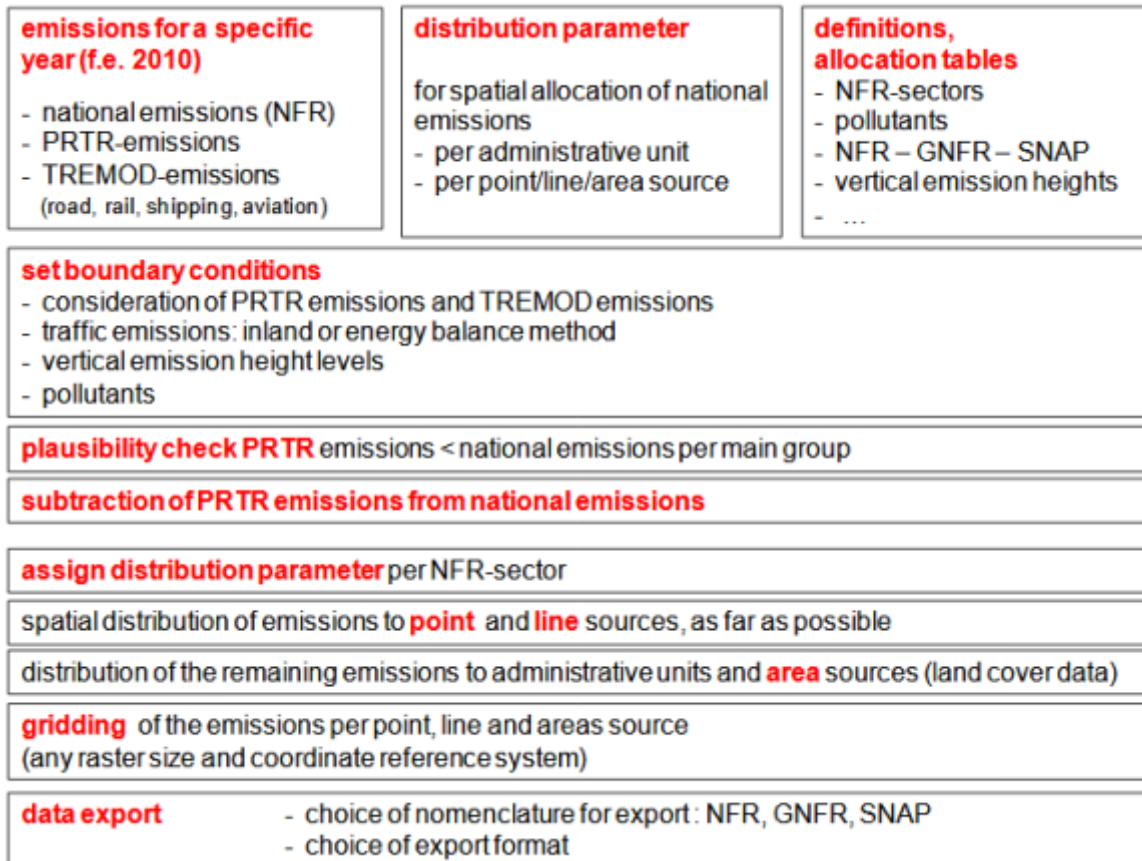 emissions for a specific
year (f.e. 2010)
- national emissions (NFR)
- PRTR-emissions
- TREMOD-emissions
(road, rail, shipping, aviation)
distribution parameter
for spatial allocation of national
emissions
- per administrative unit
- per point/line/area source
definitions,
allocation tables
- NFR-sectors
- pollutants
- NFR – GNFR – SNAP
- vertical emission heights
- ...
set boundary conditions
- consideration of PRTR emissions and TREMOD emissions
- traffic emissions: inland or energy balance method
- vertical emission height levels
- pollutants
plausibility check PRTR emissions < national emissions per main group
subtraction of PRTR emissions from national emissions
assign distribution parameter per NFR-sector
spatial distribution of emissions to point and line sources, as far as possible
distribution of the remaining emissions to administrative units and area sources (land cover data)
gridding of the emissions per point, line and areas source
(any raster size and coordinate reference system)
data export - choice of nomenclature for export: NFR, GNFR, SNAP
- choice of export format